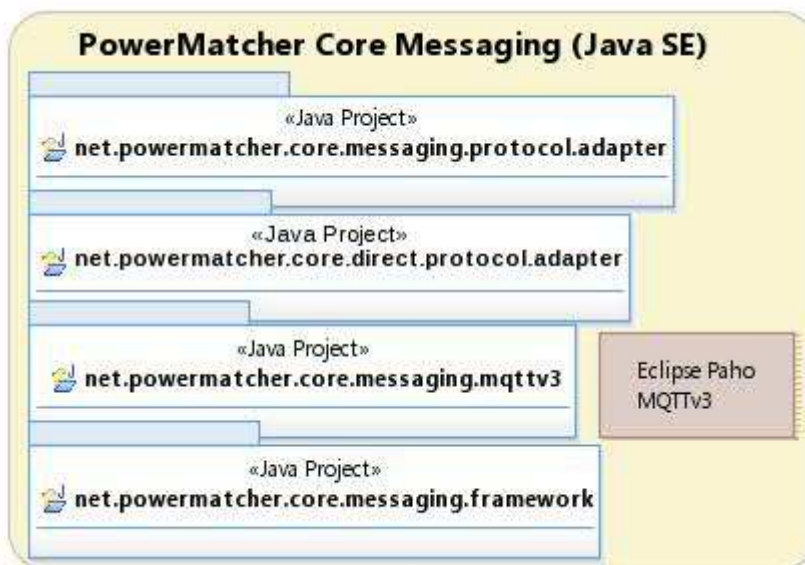 PowerMatcher Core Messaging (Java SE)
«Java Project»
net.powermatcher.core.messaging.protocol.adapter
«Java Project»
net.powermatcher.core.direct.protocol.adapter
«Java Project»
net.powermatcher.core.messaging.mqttv3
Eclipse Paho
MQTTv3
«Java Project»
net.powermatcher.core.messaging.framework